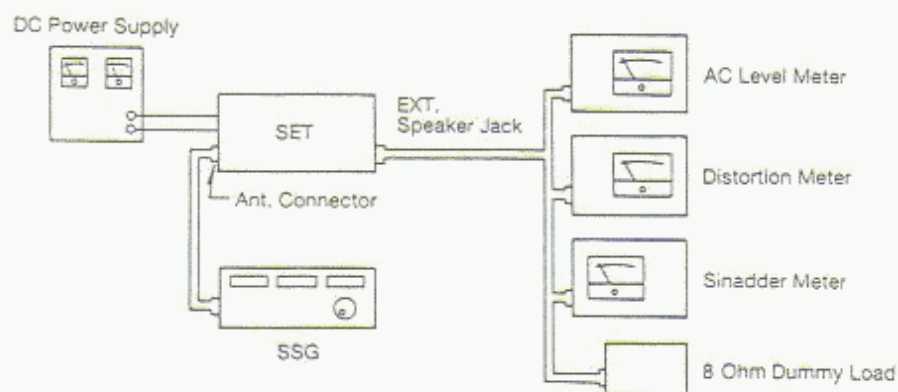 DC Power Supply
SET
EXT.
Speaker Jack
Ant. Connector
SSG
AC Level Meter
Distortion Meter
Sinadder Meter
8 Ohm Dummy Load